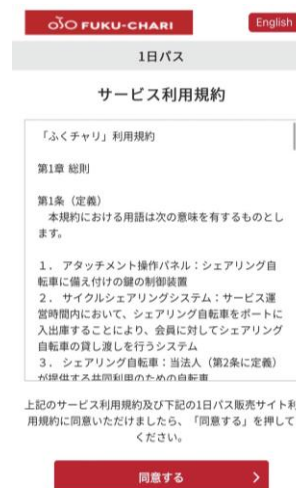 FUKU-CHARI
English
1日パス
サービス利用規約
「ふくチャリ」利用規約
第1章 総則
第1条（定義）
本規約における用語は次の意味を有するものとし
ます。
１． アタッチメント操作パネル：シェアリング自
転車に備え付けの鍵の制御装置
２． サイクルシェアリングシステム：サービス運
営時間内において、シェアリング自転車をポートに
入出庫することにより、会員に対してシェアリング
自転車の貸し渡しを行うシステム
３． シェアリング自転車：当法人（第2条に定義）
が提供する共同利用のための自転車
上記のサービス利用規約及び下記の1日パス販売サイト利
用規約に同意いただけましたら、「同意する」を押して
ください。
同意する